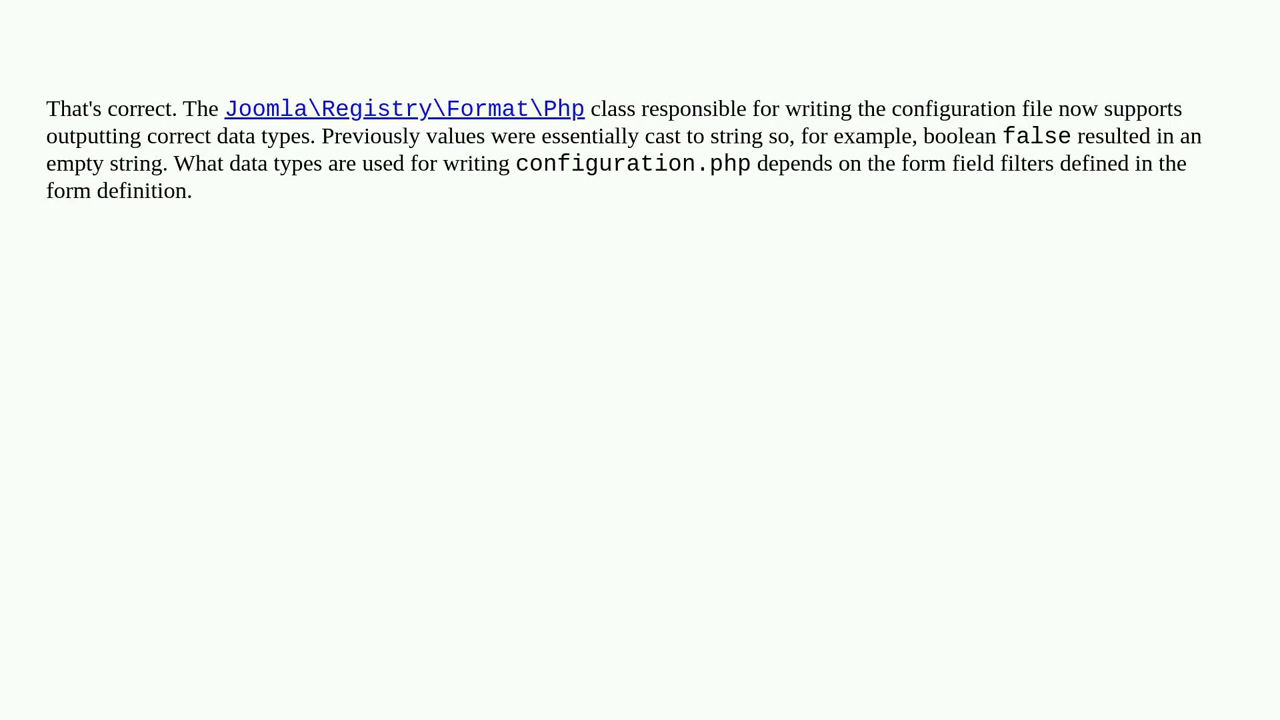 That's correct. The Joomla\Registry\Format\Php class responsible for writing the configuration file now supports
outputting correct data types. Previously values were essentially cast to string so, for example, boolean false resulted in an
empty string. What data types are used for writing configuration.php depends on the form field filters defined in the
form definition.